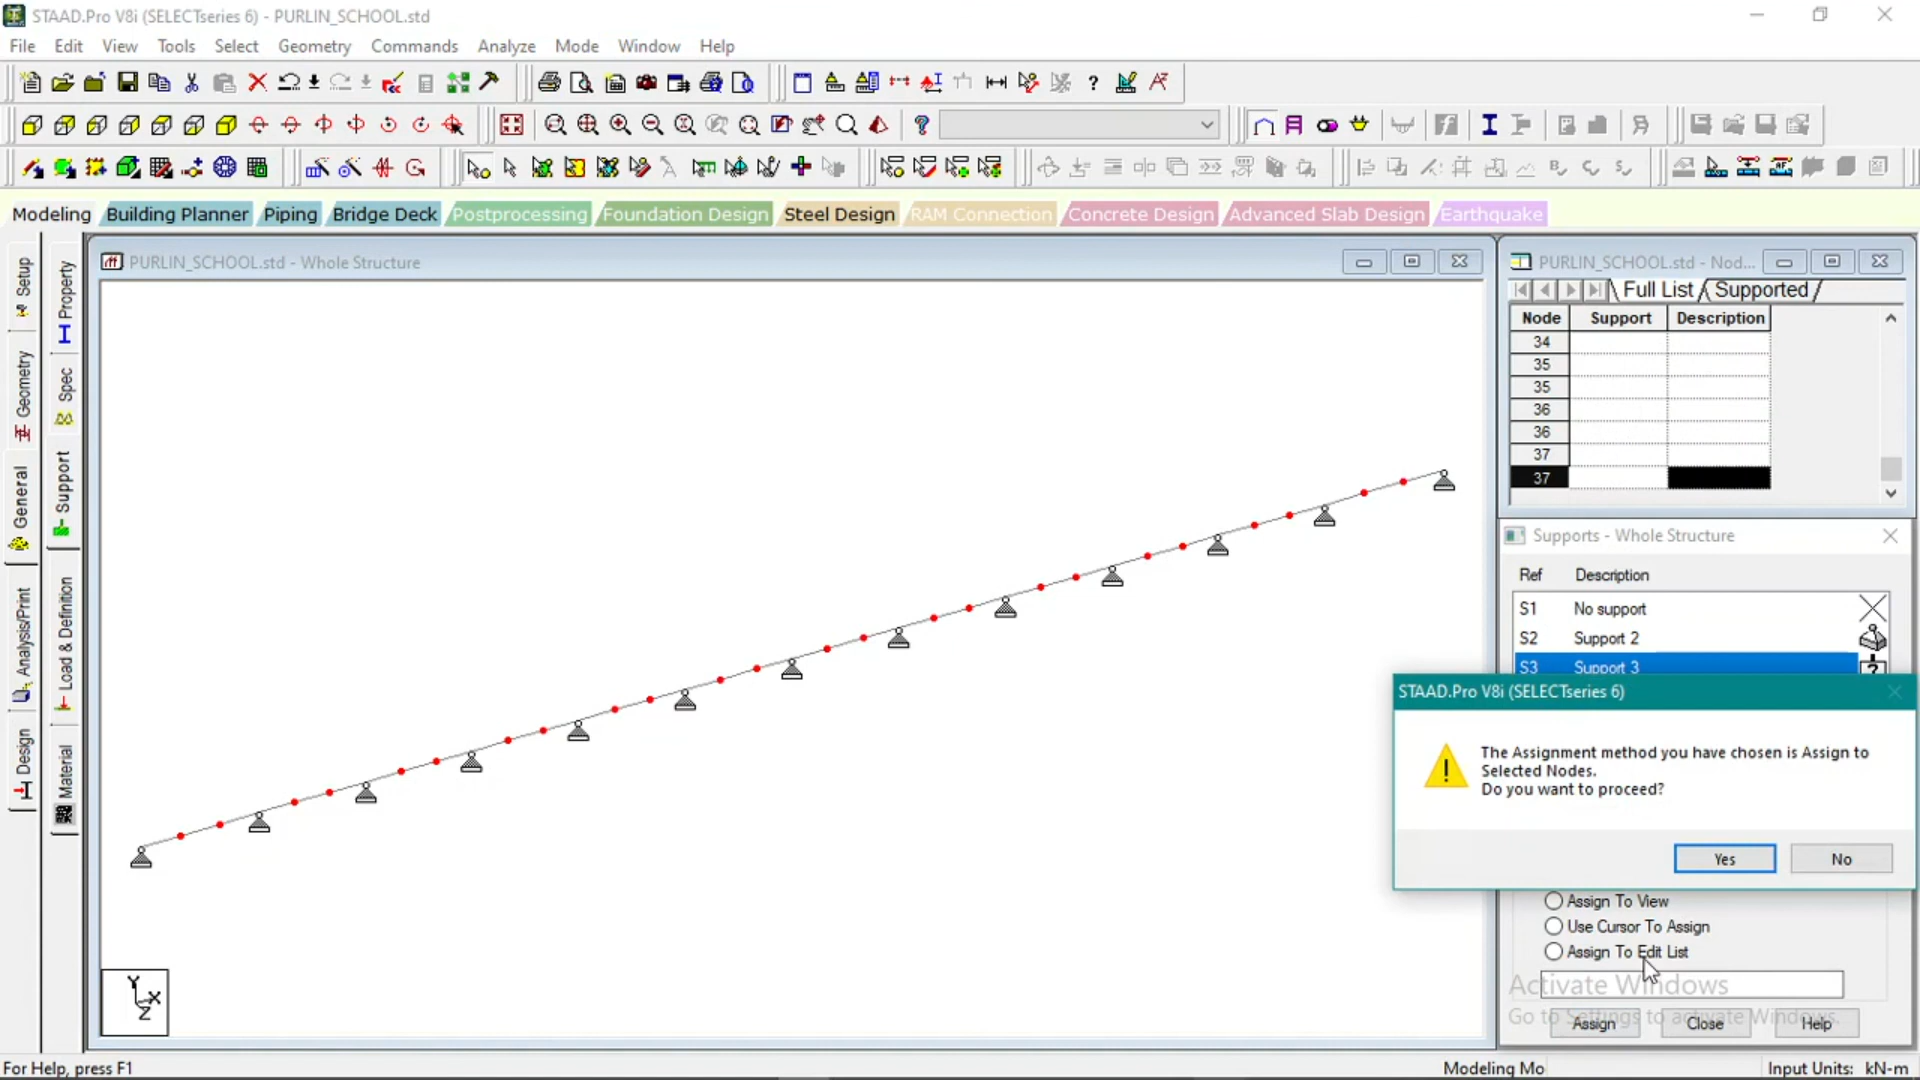 STAAD.Pro V8i (SELECTseries 6) - PURLIN_SCHOOL.std
File Edit View Tools Select Geometry Commands Analyze Mode Window Help
Modeling Building Planner Piping Bridge Deck Postprocessing Foundation Design Steel Design RAM Connection Concrete Design Advanced Slab Design Earthquake
Setup
Geometry
General
Analysis/Print
Design
Property
Spec
Support
Load & Definition
Material
PURLIN_SCHOOL.std - Whole Structure
Y
X
Z
PURLIN_SCHOOL.std - Nod...
Full List Supported
Node Support Description
34
35
35
36
36
37
37
Supports - Whole Structure
Ref Description
S1 No support
S2 Support 2
S3 Support 3
STAAD.Pro V8i (SELECTseries 6)
The Assignment method you have chosen is Assign to
Selected Nodes.
Do you want to proceed?
Yes No
Assign To View
Use Cursor To Assign
Assign To Edit List
Activate Windows
Go to Settings to activate Windows.
Assign Close Help
For Help, press F1
Modeling Mo
Input Units: kN-m